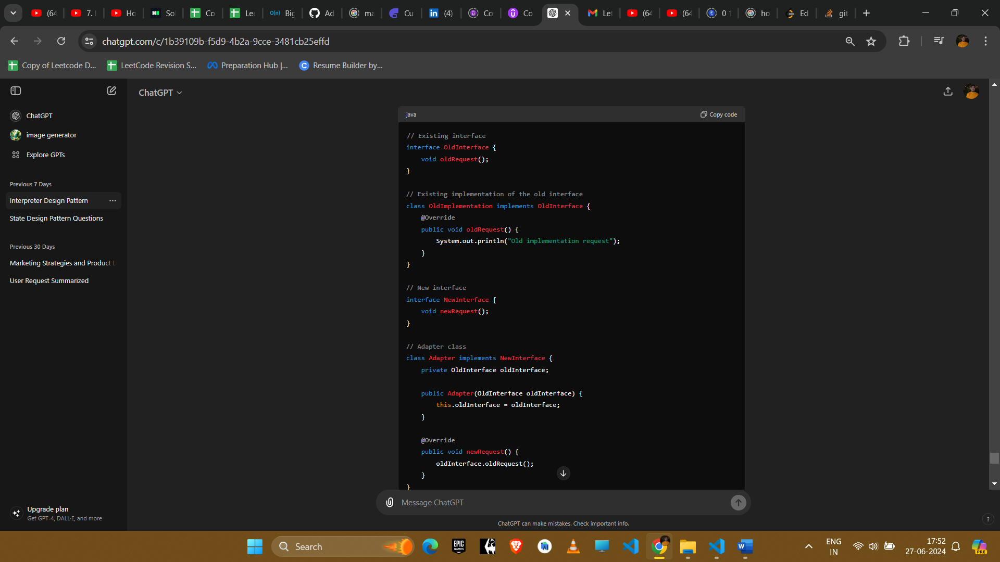 (64
7.
Ho
So
Co
Lee
O(n) Big
Ad
ma
Cu
(4)
Co
Co
Let
(64
(64
0 1
ho
Ed
git
chatgpt.com/c/1b39109b-f5d9-4b2a-9cce-3481cb25effd
Copy of Leetcode D...
LeetCode Revision S...
Preparation Hub |...
Resume Builder by...
ChatGPT
ChatGPT
image generator
Explore GPTs
Previous 7 Days
Interpreter Design Pattern
State Design Pattern Questions
Previous 30 Days
Marketing Strategies and Product L
User Request Summarized
Upgrade plan
Get GPT-4, DALL·E, and more
java
Copy code
// Existing interface
interface OldInterface {
    void oldRequest();
}
// Existing implementation of the old interface
class OldImplementation implements OldInterface {
    @Override
    public void oldRequest() {
        System.out.println("Old implementation request");
    }
}
// New interface
interface NewInterface {
    void newRequest();
}
// Adapter class
class Adapter implements NewInterface {
    private OldInterface oldInterface;
    public Adapter(OldInterface oldInterface) {
        this.oldInterface = oldInterface;
    }
    @Override
    public void newRequest() {
        oldInterface.oldRequest();
    }
}
Message ChatGPT
ChatGPT can make mistakes. Check important info.
?
Search
EPIC GAMES
ENG
IN
17:52
27-06-2024
PRE